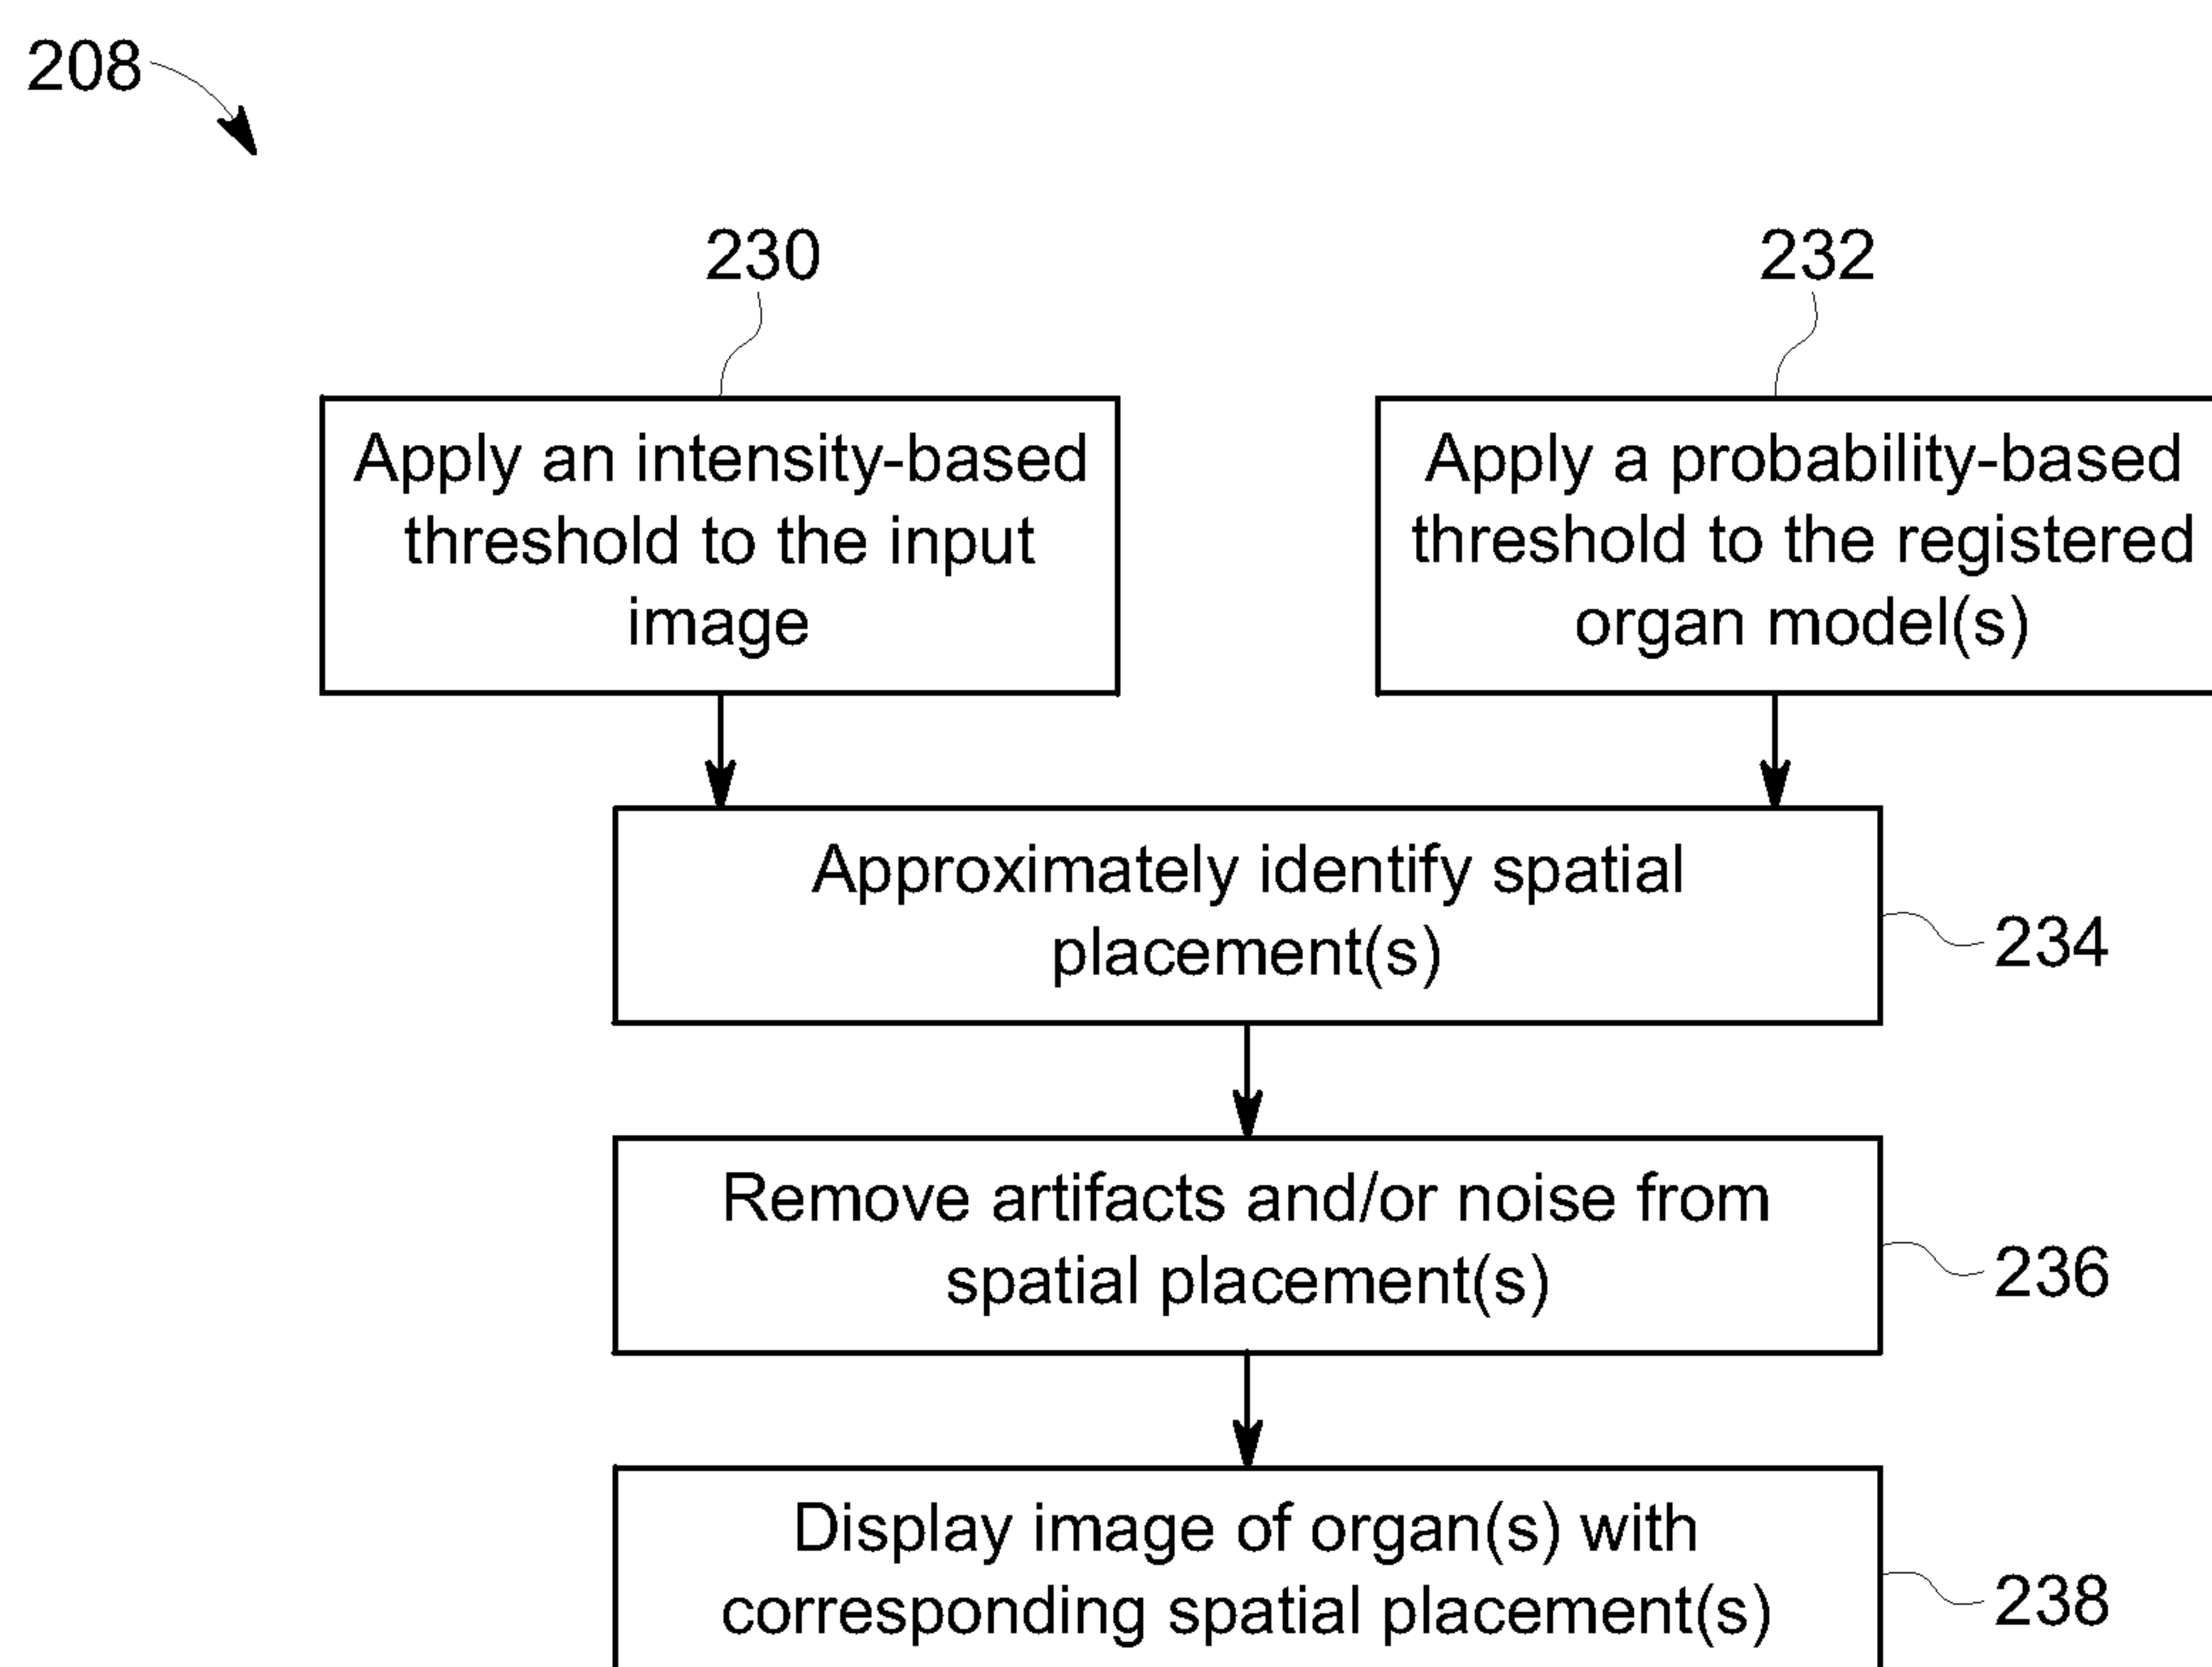 208
230
232
Apply an intensity-based
threshold to the input
image
Apply a probability-based
threshold to the registered
organ model(s)
Approximately identify spatial
placement(s)
234
Remove artifacts and/or noise from
spatial placement(s)
236
Display image of organ(s) with
corresponding spatial placement(s)
238